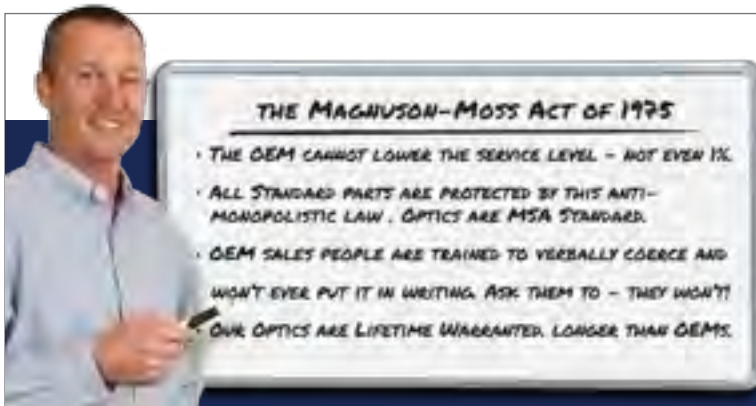 THE MAGNUSON-MOSS ACT OF 1975
· THE OEM CANNOT LOWER THE SERVICE LEVEL - NOT EVEN 1%.
· ALL STANDARD PARTS ARE PROTECTED BY THIS ANTI-
MONOPOLISTIC LAW. OPTICS ARE MSA STANDARD.
· OEM SALES PEOPLE ARE TRAINED TO VERBALLY COERCE AND
WON'T EVER PUT IT IN WRITING. ASK THEM TO - THEY WON'T!
· OUR OPTICS ARE LIFETIME WARRANTED. LONGER THAN OEMS.